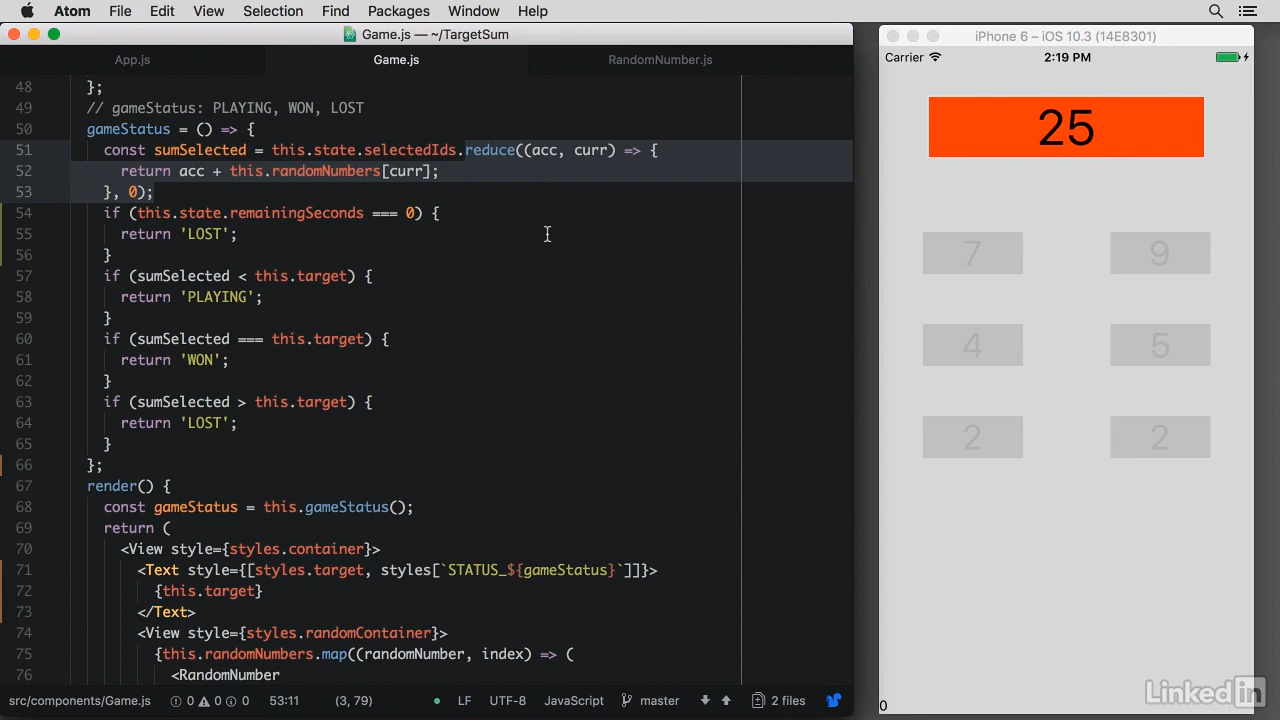 Atom File Edit View Selection Find Packages Window Help
Game.js — ~/TargetSum
App.js Game.js RandomNumber.js
48 };
49 // gameStatus: PLAYING, WON, LOST
50 gameStatus = () => {
51 const sumSelected = this.state.selectedIds.reduce((acc, curr) => {
52 return acc + this.randomNumbers[curr];
53 }, 0);
54 if (this.state.remainingSeconds === 0) {
55 return 'LOST';
56 }
57 if (sumSelected < this.target) {
58 return 'PLAYING';
59 }
60 if (sumSelected === this.target) {
61 return 'WON';
62 }
63 if (sumSelected > this.target) {
64 return 'LOST';
65 }
66 };
67 render() {
68 const gameStatus = this.gameStatus();
69 return (
70 <View style={styles.container}>
71 <Text style={[styles.target, styles[`STATUS_${gameStatus}`]]}>
72 {this.target}
73 </Text>
74 <View style={styles.randomContainer}>
75 {this.randomNumbers.map((randomNumber, index) => (
76 <RandomNumber
src/components/Game.js 0 0 0 53:11 (3, 79) LF UTF-8 JavaScript master 2 files
iPhone 6 – iOS 10.3 (14E8301)
Carrier 2:19 PM
25
7 9
4 5
2 2
0
Linked in